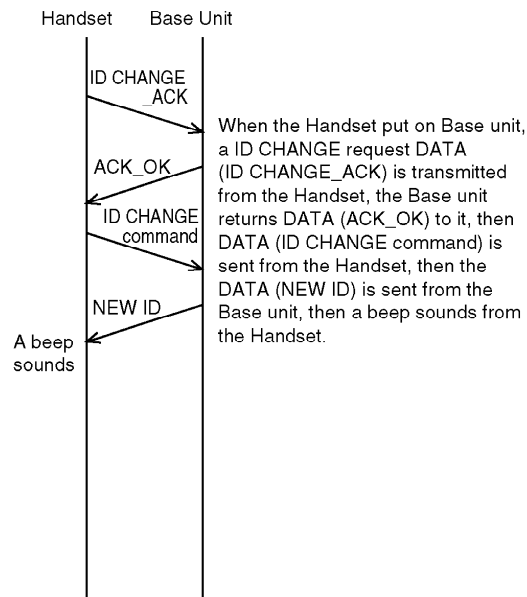 Handset Base Unit
ID CHANGE
_ACK
ACK_OK
ID CHANGE
command
NEW ID
A beep
sounds
When the Handset put on Base unit,
a ID CHANGE request DATA
(ID CHANGE_ACK) is transmitted
from the Handset, the Base unit
returns DATA (ACK_OK) to it, then
DATA (ID CHANGE command) is
sent from the Handset, then the
DATA (NEW ID) is sent from the
Base unit, then a beep sounds from
the Handset.